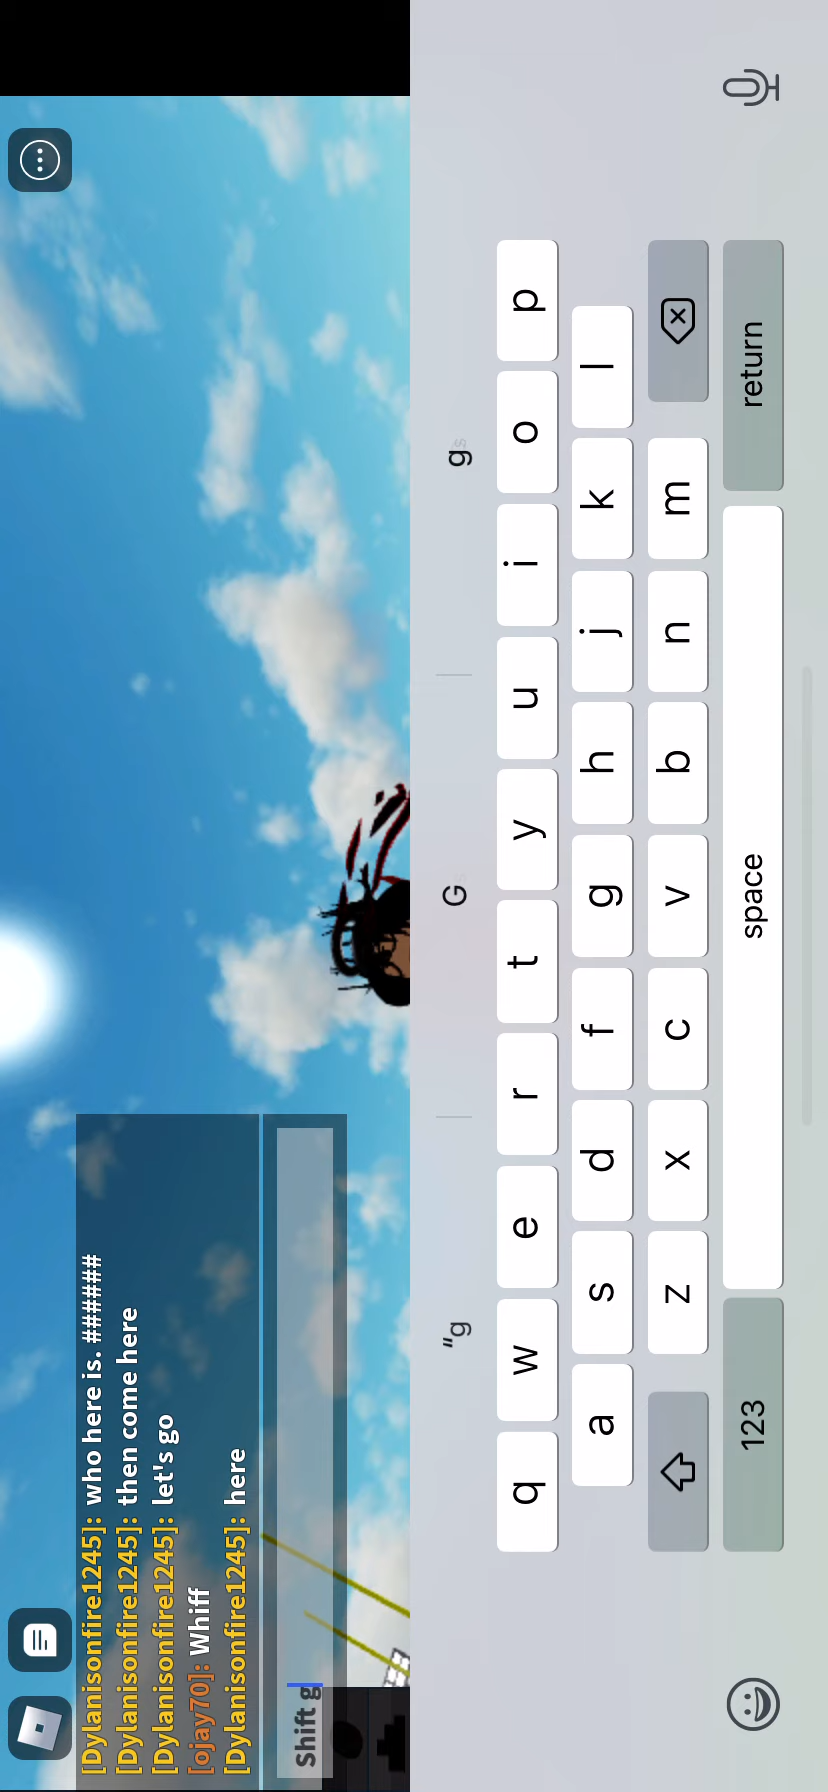 [Dylanisonfire1245]: who here is. ######
[Dylanisonfire1245]: then come here
[Dylanisonfire1245]: let's go
[ojay70]: Whiff
[Dylanisonfire1245]: here
Shift g
"g G g
q w e r t y u i o p
a s d f g h j k l
z x c v b n m
123 space return